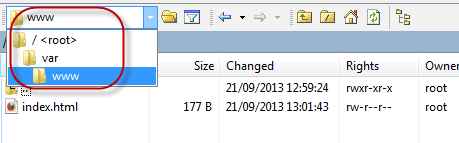 www
/ <root>
var
www
Size Changed Rights Owne
.. 21/09/2013 12:59:24 rwxr-xr-x root
index.html 177 B 21/09/2013 13:01:43 rw-r--r-- root